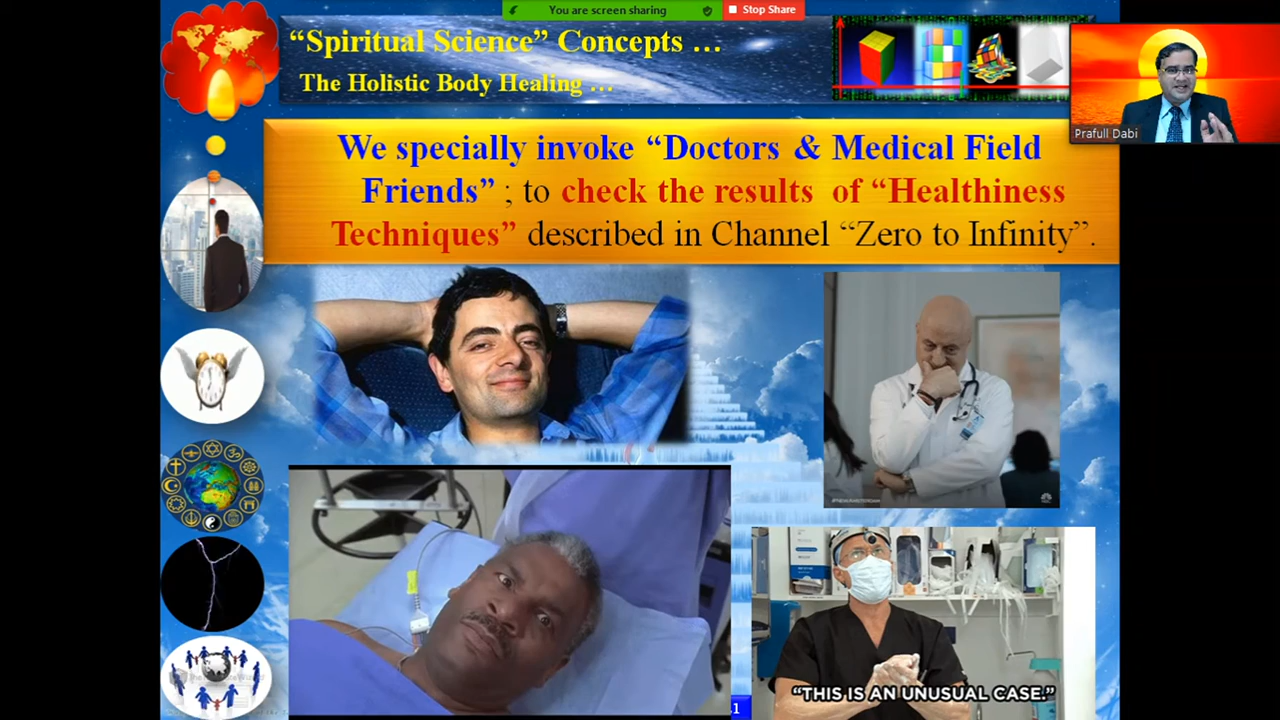 You are screen sharing
Stop Share
“Spiritual Science” Concepts …
The Holistic Body Healing …
Prafull Dabi
We specially invoke “Doctors & Medical Field
Friends” ; to check the results of “Healthiness
Techniques” described in Channel “Zero to Infinity”.
“THIS IS AN UNUSUAL CASE.”